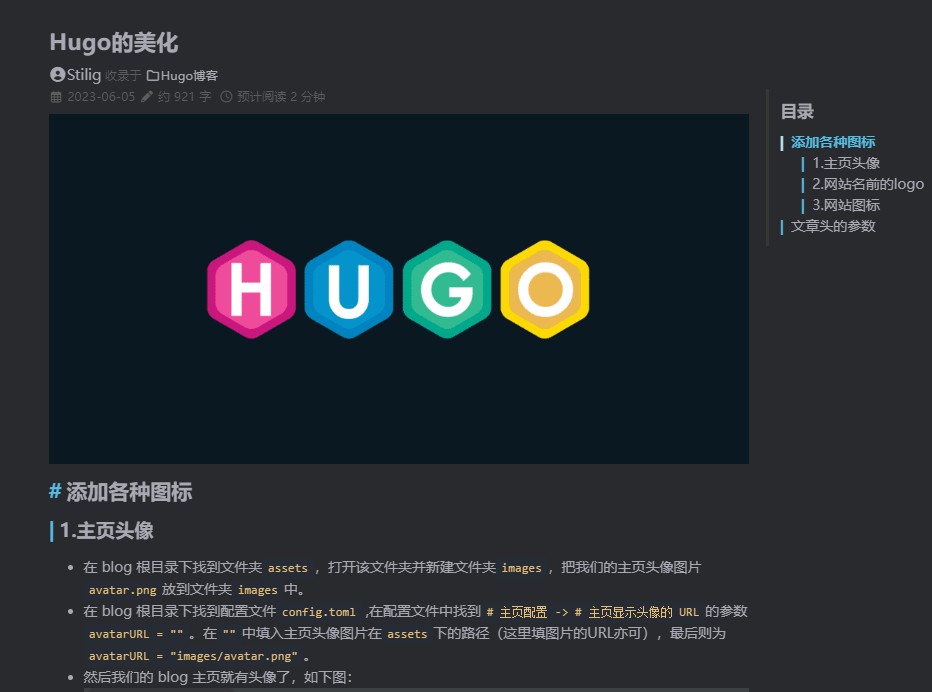 Hugo的美化
Stilig 收录于 Hugo博客
2023-06-05 约 921 字 预计阅读 2 分钟
HUGO
目录
添加各种图标
1.主页头像
2.网站名前的logo
3.网站图标
文章头的参数
# 添加各种图标
1.主页头像
在 blog 根目录下找到文件夹 assets ，打开该文件夹并新建文件夹 images ，把我们的主页头像图片
avatar.png 放到文件夹 images 中。
在 blog 根目录下找到配置文件 config.toml ,在配置文件中找到 # 主页配置 -> # 主页显示头像的 URL 的参数
avatarURL = "" 。在 "" 中填入主页头像图片在 assets 下的路径（这里填图片的URL亦可），最后则为
avatarURL = "images/avatar.png" 。
然后我们的 blog 主页就有头像了，如下图：